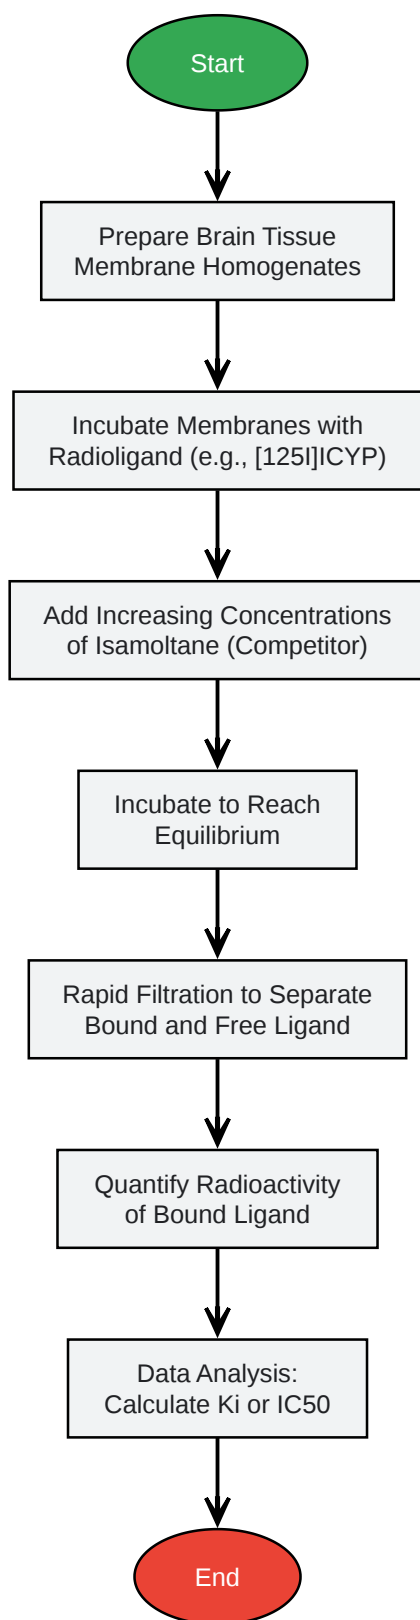 Start
Prepare Brain Tissue
Membrane Homogenates
Incubate Membranes with
Radioligand (e.g., [125I]ICYP)
Add Increasing Concentrations
of Isamoltane (Competitor)
Incubate to Reach
Equilibrium
Rapid Filtration to Separate
Bound and Free Ligand
Quantify Radioactivity
of Bound Ligand
Data Analysis:
Calculate Ki or IC50
End